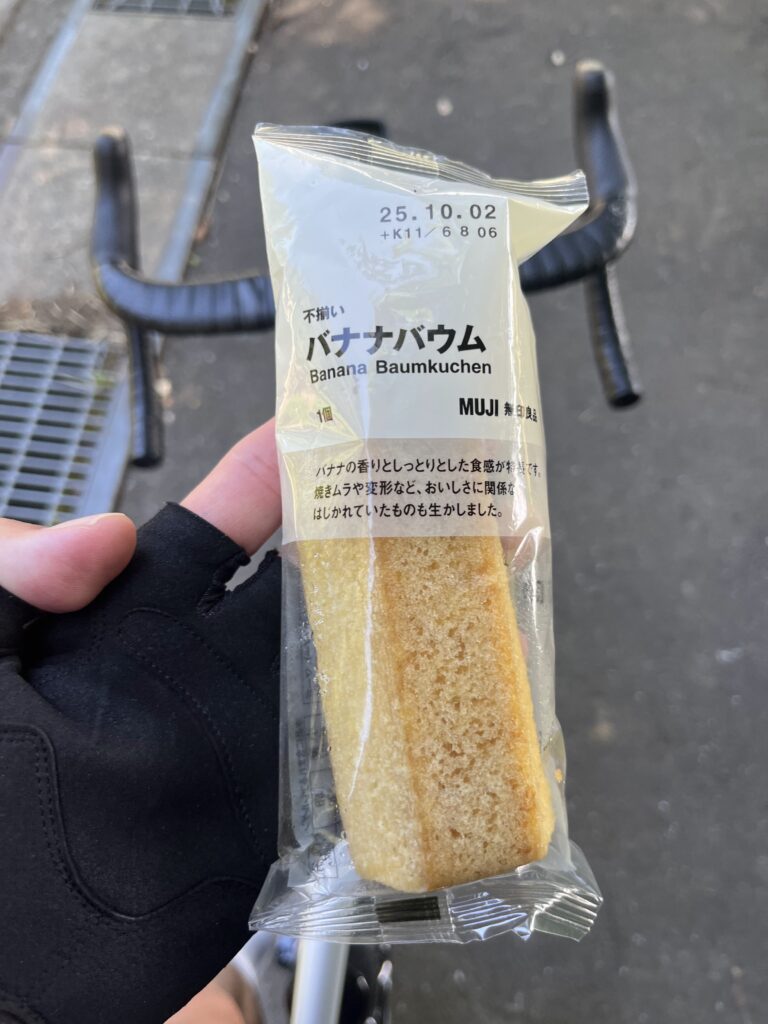 25.10.02
+K11/6 8 06
不揃い
バナナバウム
Banana Baumkuchen
1個
MUJI 無印良品
バナナの香りとしっとりとした食感が特長です。
焼きムラや変形など、おいしさに関係な
はじかれていたものも生かしました。